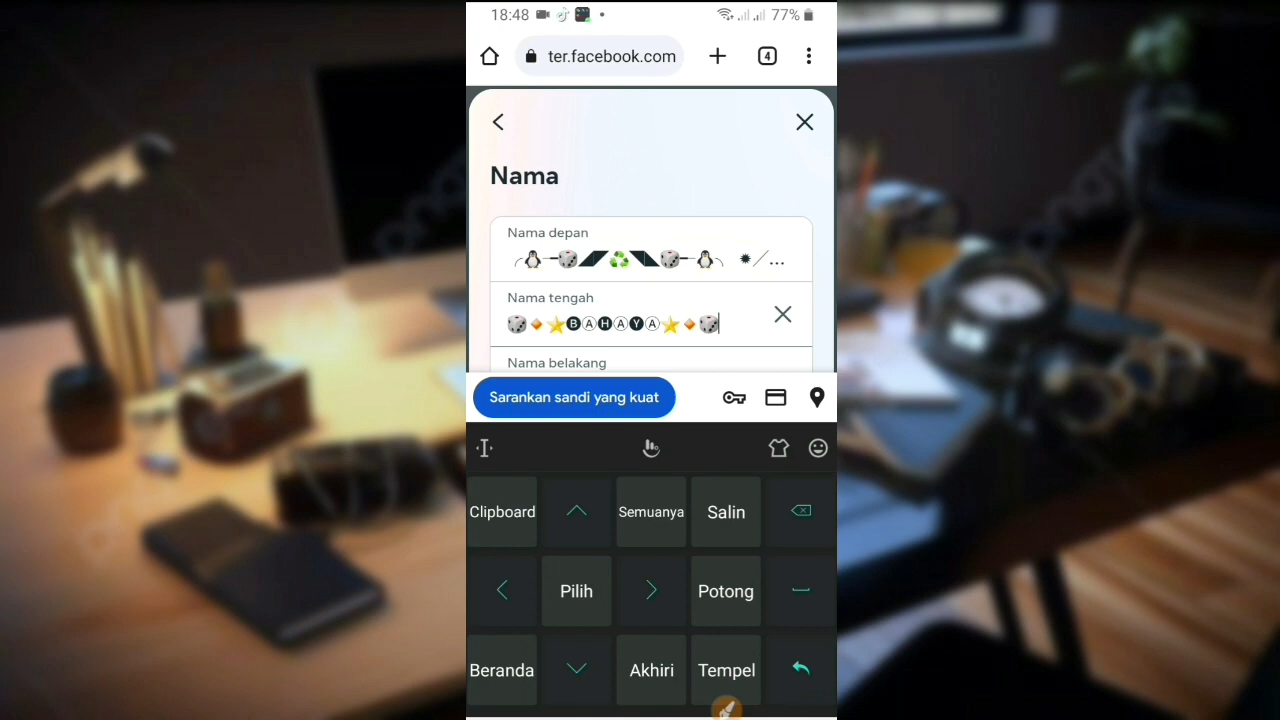 18:48 77%
ter.facebook.com 4
Nama
Nama depan
╭🐧─🎲◢◤♻️◥◣🎲─🐧╮ ✹╱...
Nama tengah
🎲🔸⭐🅑Ⓐ🅗Ⓐ🅨Ⓐ⭐🔸🎲
Nama belakang
Sarankan sandi yang kuat
Clipboard Semuanya Salin
Pilih Potong
Beranda Akhiri Tempel